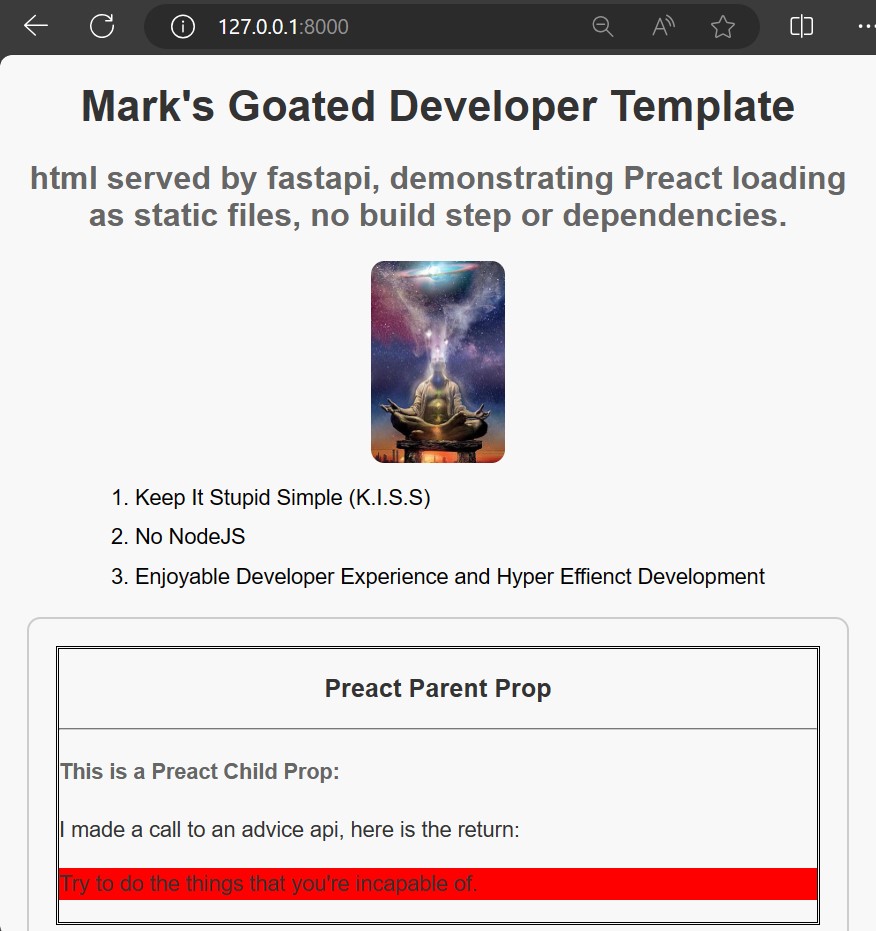 127.0.0.1:8000
Mark's Goated Developer Template
html served by fastapi, demonstrating Preact loading
as static files, no build step or dependencies.
1. Keep It Stupid Simple (K.I.S.S)
2. No NodeJS
3. Enjoyable Developer Experience and Hyper Effienct Development
Preact Parent Prop
This is a Preact Child Prop:
I made a call to an advice api, here is the return:
Try to do the things that you're incapable of.